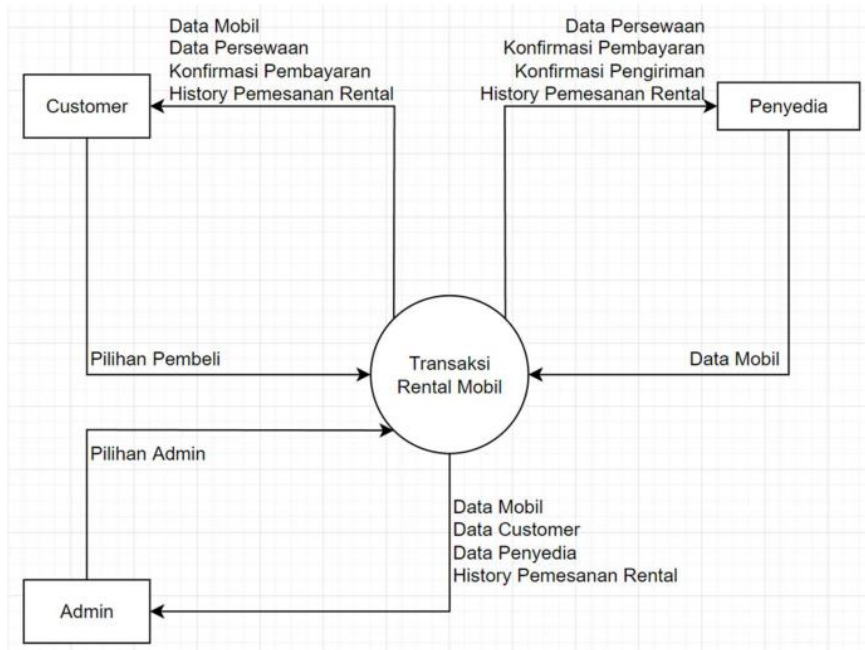 Data Mobil
Data Persewaan
Konfirmasi Pembayaran
History Pemesanan Rental
Data Persewaan
Konfirmasi Pembayaran
Konfirmasi Pengiriman
History Pemesanan Rental
Customer
Penyedia
Pilihan Pembeli
Transaksi
Rental Mobil
Data Mobil
Pilihan Admin
Data Mobil
Data Customer
Data Penyedia
History Pemesanan Rental
Admin